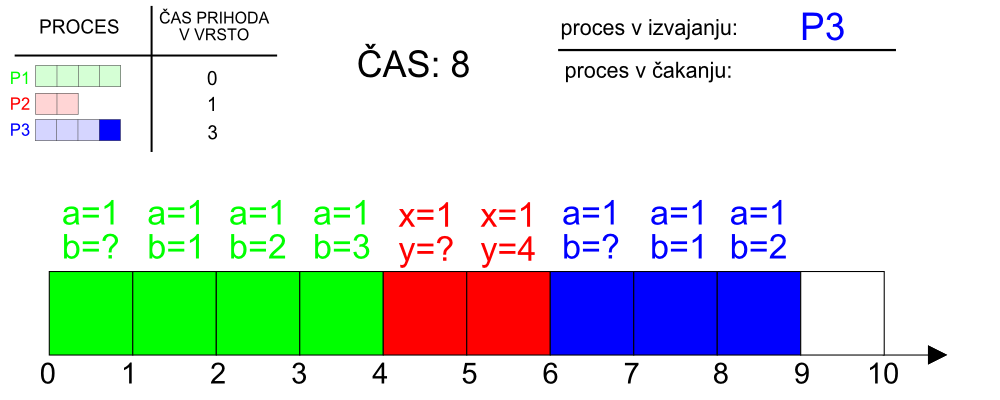 PROCES
ČAS PRIHODA
V VRSTO
P1 0
P2 1
P3 3
ČAS: 8
proces v izvajanju: P3
proces v čakanju:
a=1 a=1 a=1 a=1 x=1 x=1 a=1 a=1 a=1
b=? b=1 b=2 b=3 y=? y=4 b=? b=1 b=2
0 1 2 3 4 5 6 7 8 9 10